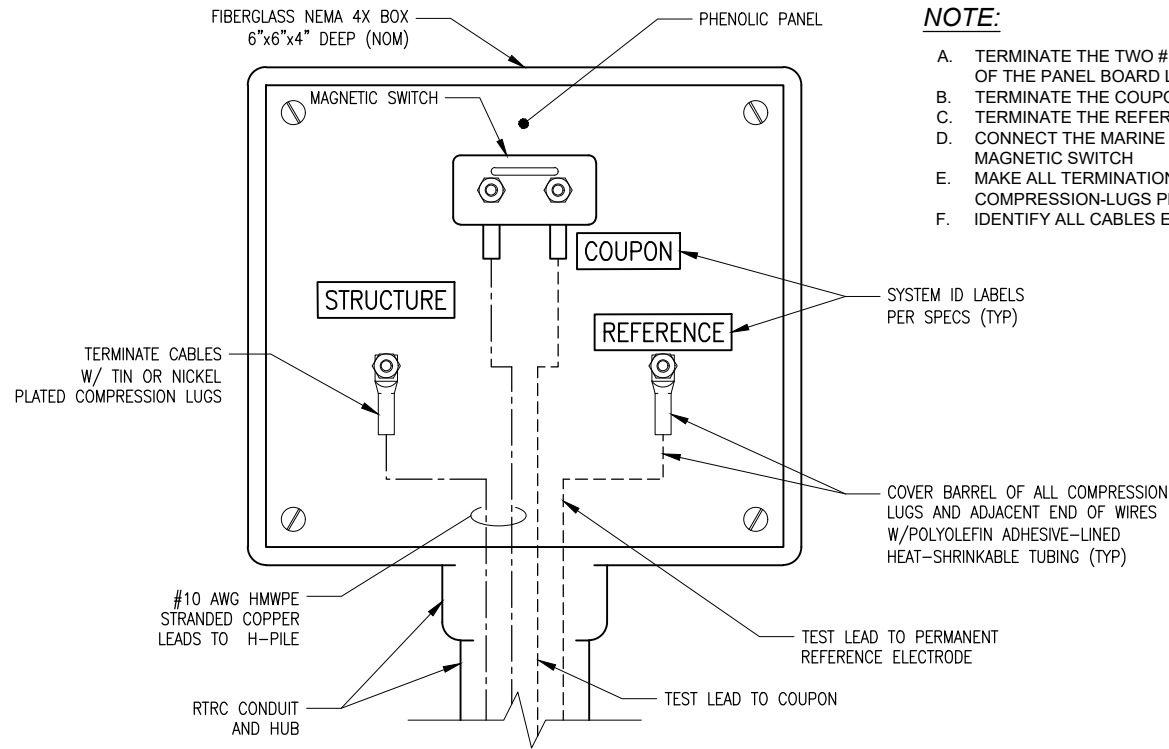 FIBERGLASS NEMA 4X BOX
6"x6"x4" DEEP (NOM)
PHENOLIC PANEL
MAGNETIC SWITCH
COUPON
STRUCTURE
REFERENCE
SYSTEM ID LABELS
PER SPECS (TYP)
TERMINATE CABLES
W/ TIN OR NICKEL
PLATED COMPRESSION LUGS
COVER BARREL OF ALL COMPRESSION
LUGS AND ADJACENT END OF WIRES
W/POLYOLEFIN ADHESIVE-LINED
HEAT-SHRINKABLE TUBING (TYP)
#10 AWG HMWPE
STRANDED COPPER
LEADS TO H-PILE
TEST LEAD TO PERMANENT
REFERENCE ELECTRODE
TEST LEAD TO COUPON
RTRC CONDUIT
AND HUB
NOTE:
A. TERMINATE THE TWO #
OF THE PANEL BOARD
B. TERMINATE THE
C. TERMINATE THE
D. CONNECT THE MARINE
MAGNETIC SWITCH
E. MAKE ALL
COMPRESSION-LUGS
F. IDENTIFY ALL CABLES